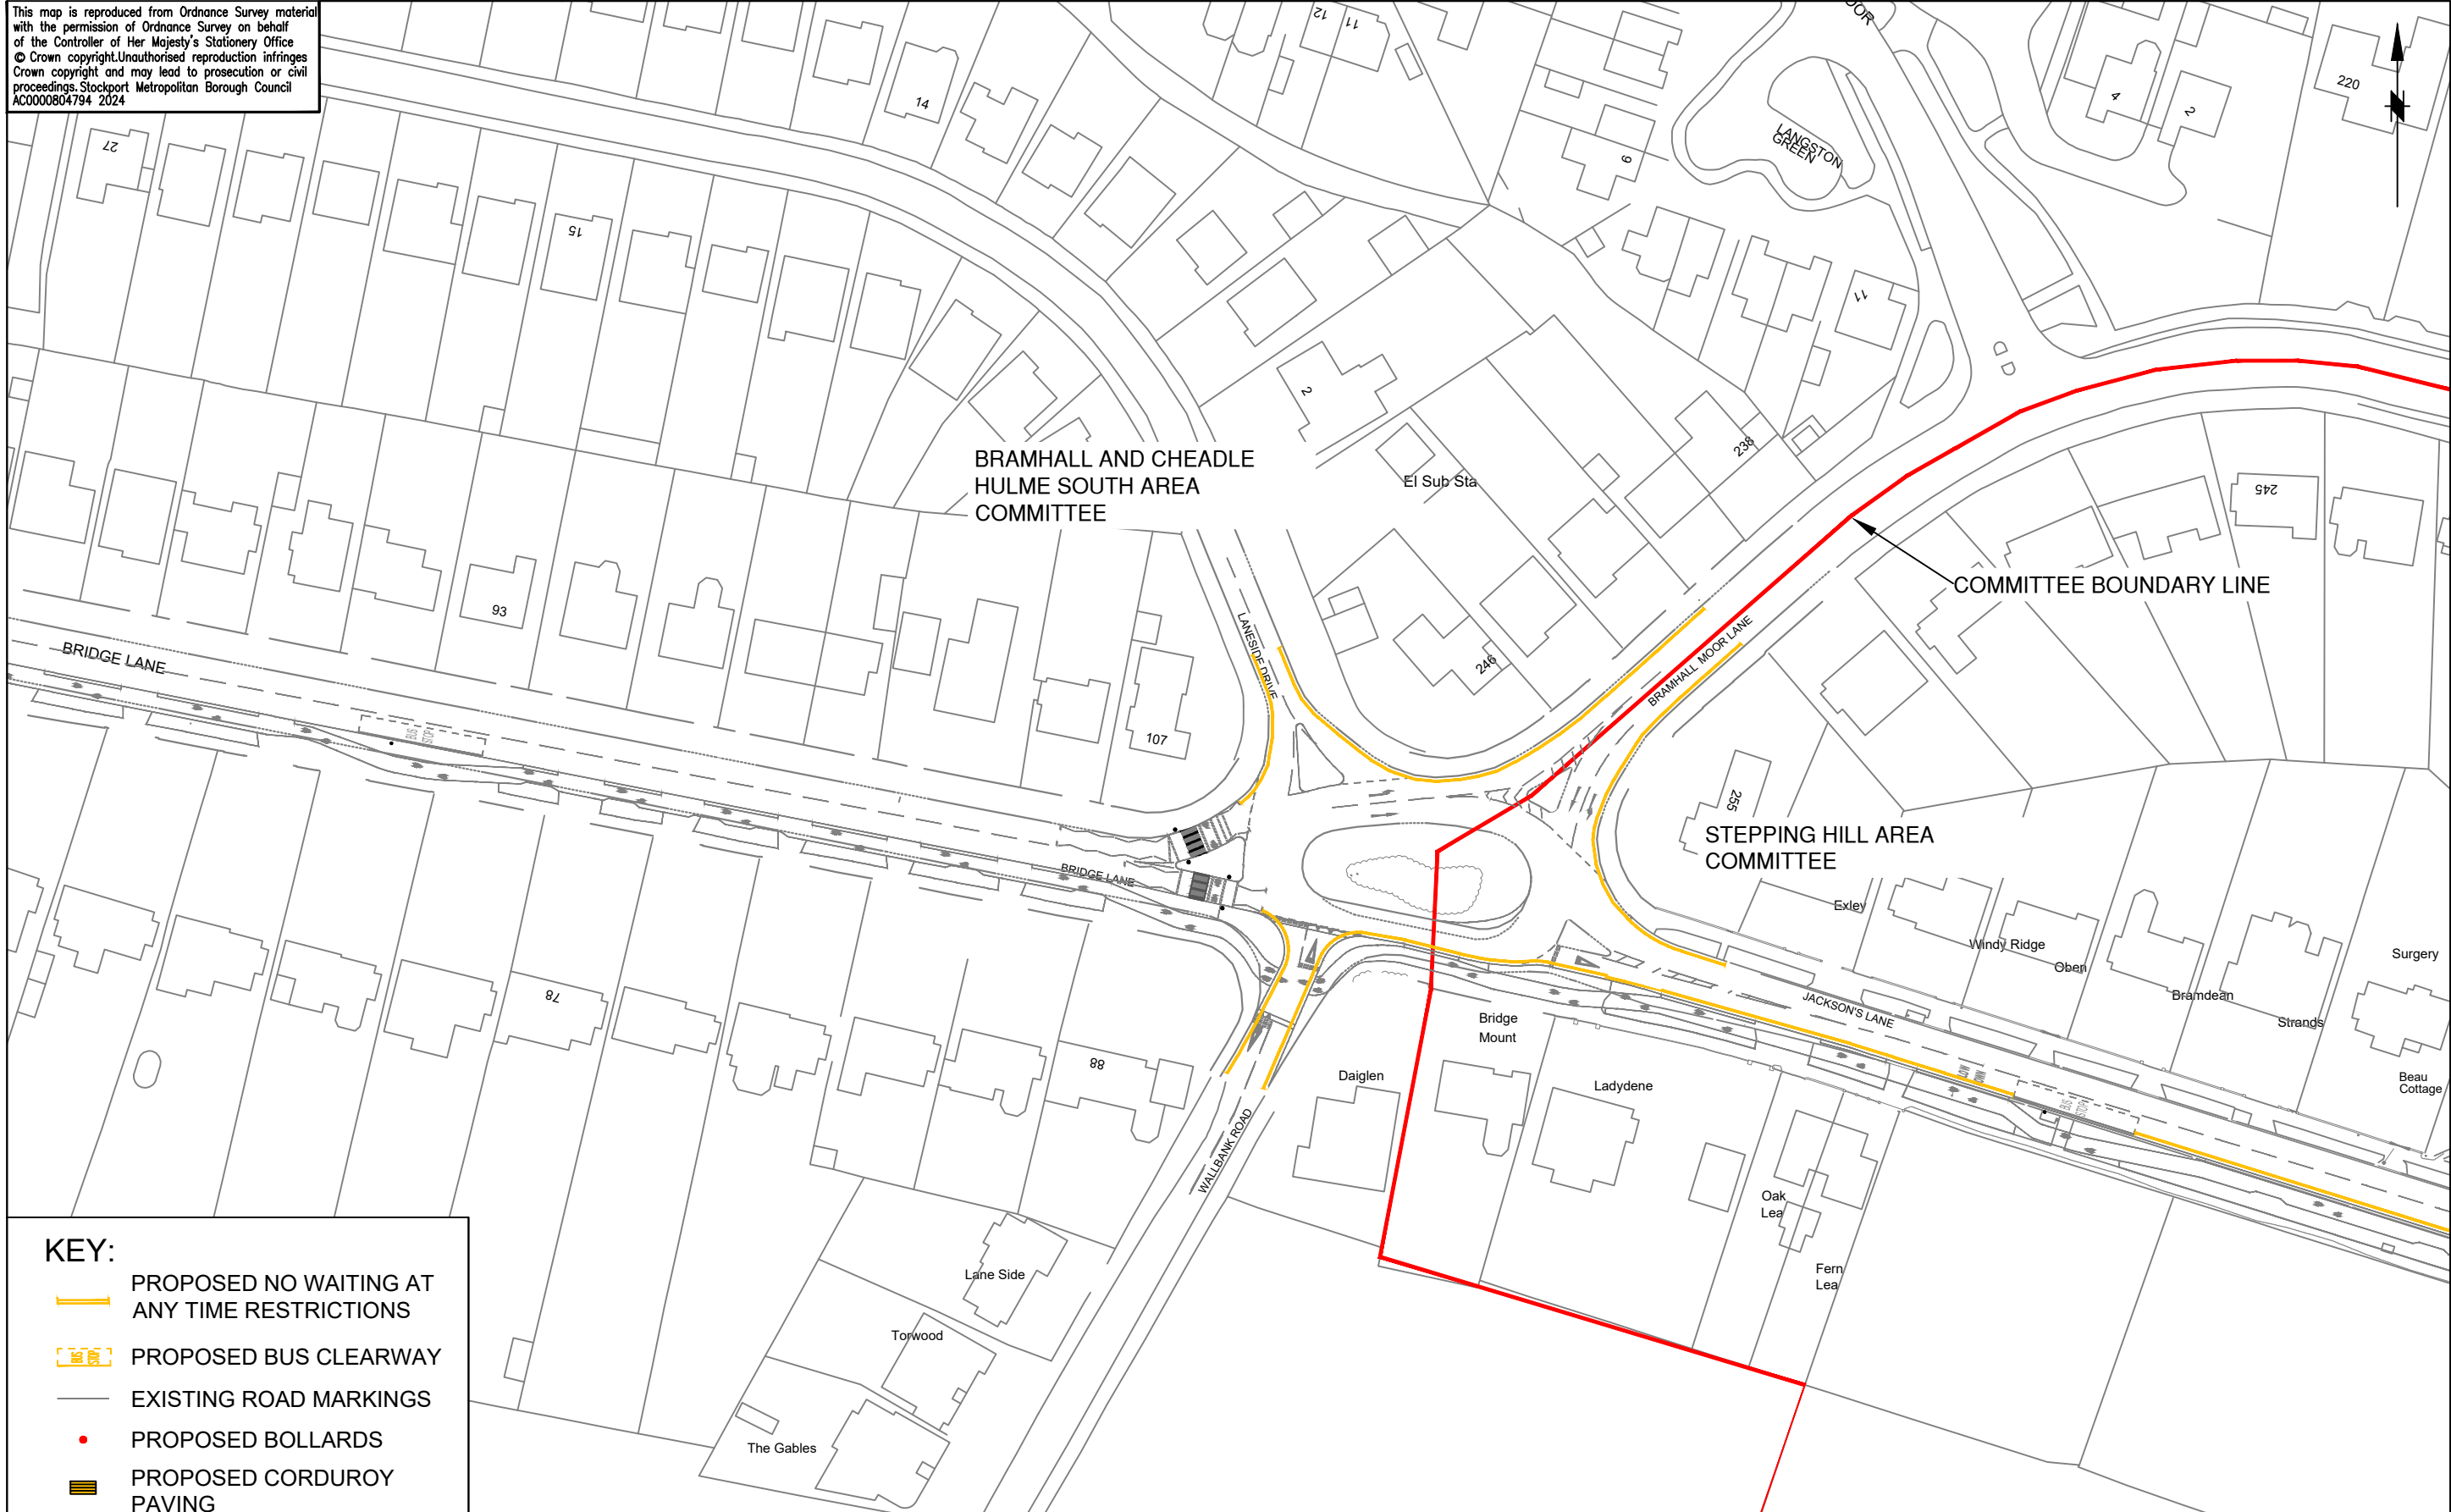 This map is reproduced from Ordnance Survey material
with the permission of Ordnance Survey on behalf
of the Controller of Her Majesty's Stationery Office
© Crown copyright.Unauthorised reproduction infringes
Crown copyright and may lead to prosecution or civil
proceedings. Stockport Metropolitan Borough Council
AC0000804794 2024
12
11
14
27
15
9
LANGSTON
GREEN
4
2
220
11
2
238
El Sub Sta
BRAMHALL AND CHEADLE
HULME SOUTH AREA
COMMITTEE
245
COMMITTEE BOUNDARY LINE
93
BRIDGE LANE
LANESIDE DRIVE
246
BRAMHALL MOOR LANE
BUS
STOP
107
255
STEPPING HILL AREA
COMMITTEE
BRIDGE LANE
Exley
Windy Ridge
Oben
Bramdean
Strands
Surgery
Beau
Cottage
78
88
JACKSON'S LANE
Bridge
Mount
Daiglen
Ladydene
BUS
STOP
WALLBANK ROAD
Oak
Lea
Fern
Lea
Lane Side
Torwood
The Gables
KEY:
PROPOSED NO WAITING AT
ANY TIME RESTRICTIONS
BUS
STOP
PROPOSED BUS CLEARWAY
EXISTING ROAD MARKINGS
PROPOSED BOLLARDS
PROPOSED CORDUROY
PAVING